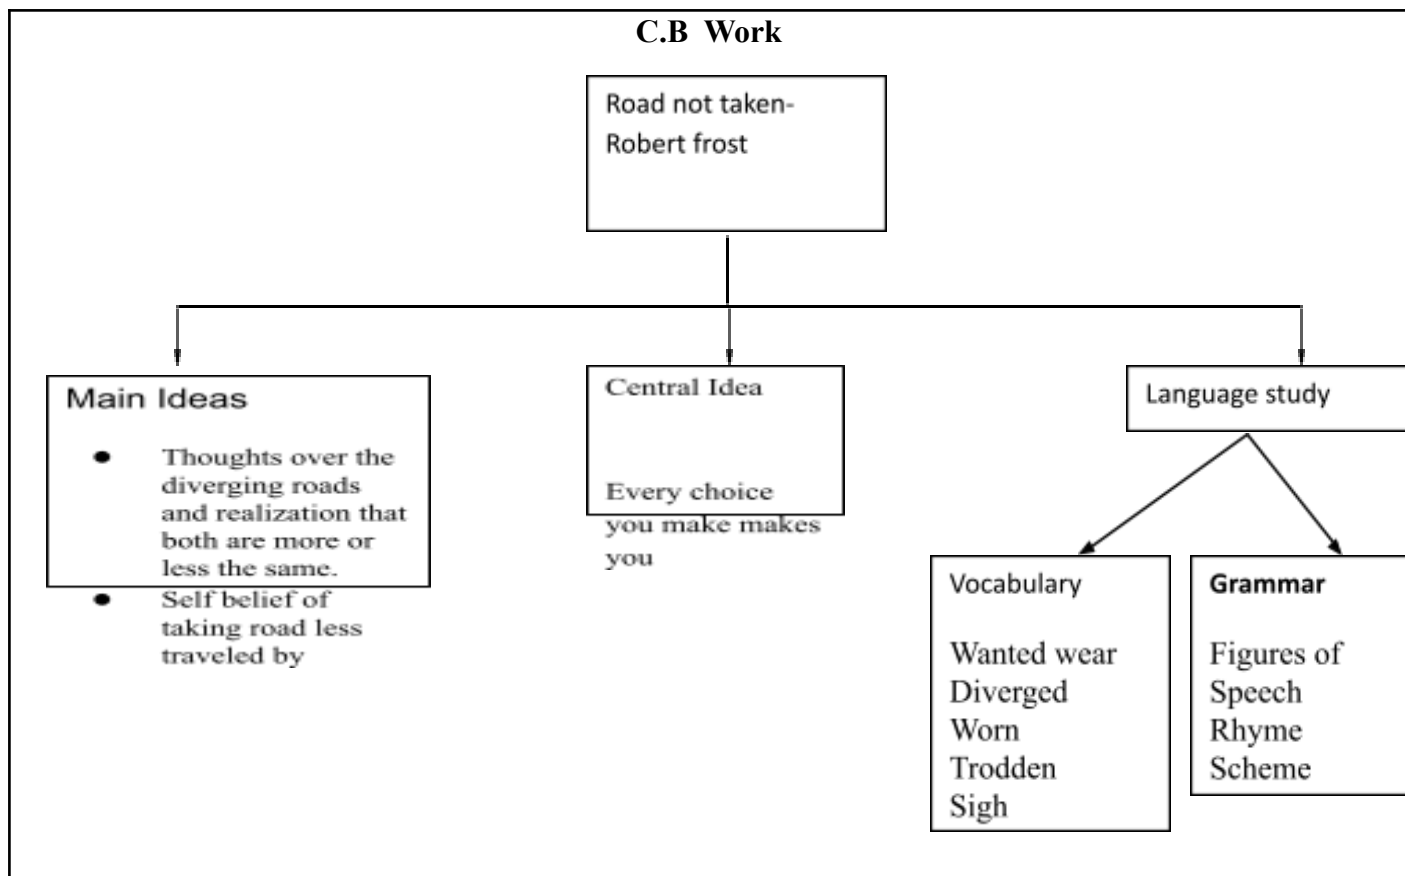 C.B Work
Road not taken-
Robert frost
Main Ideas
● Thoughts over the
diverging roads
and realization that
both are more or
less the same.
● Self belief of
taking road less
traveled by
Central Idea
Every choice
you make makes
you
Language study
Vocabulary
Wanted wear
Diverged
Worn
Trodden
Sigh
Grammar
Figures of
Speech
Rhyme
Scheme